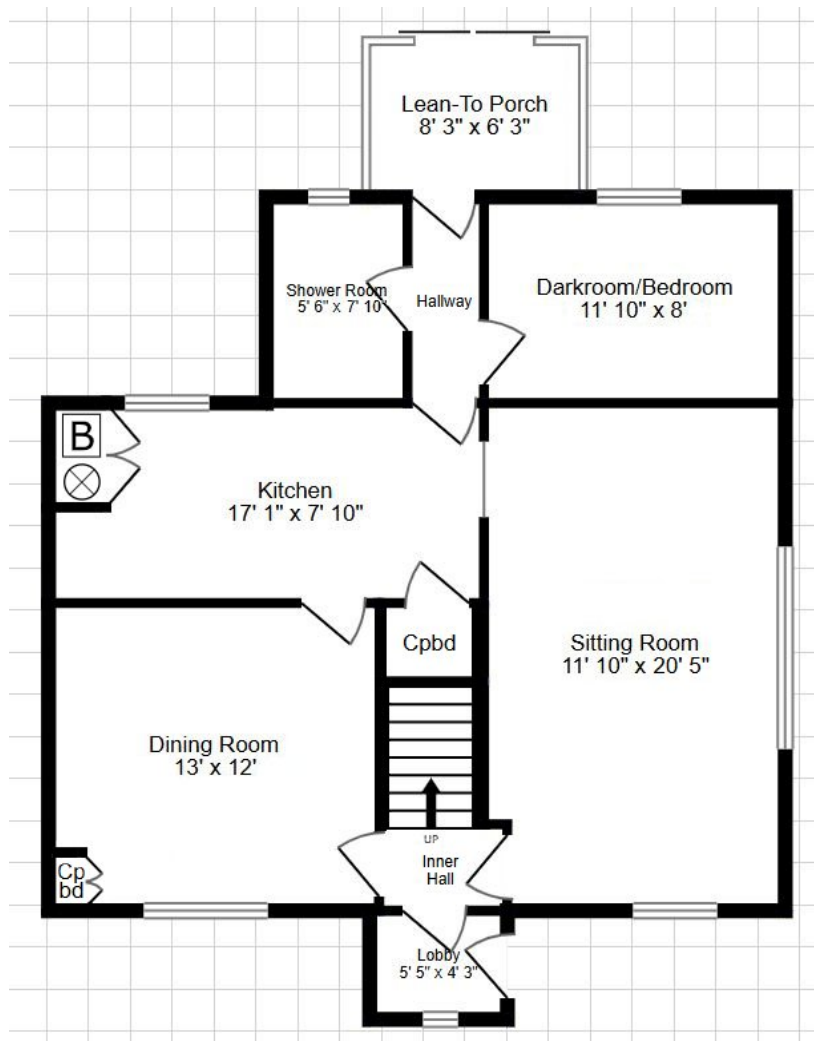 Lean-To Porch
8' 3" x 6' 3"
Shower Room
5' 6" x 7' 10"
Hallway
Darkroom/Bedroom
11' 10" x 8'
B
Kitchen
17' 1" x 7' 10"
Cpbd
Sitting Room
11' 10" x 20' 5"
Dining Room
13' x 12'
UP
Inner
Hall
Cp
bd
Lobby
5' 5" x 4' 3"